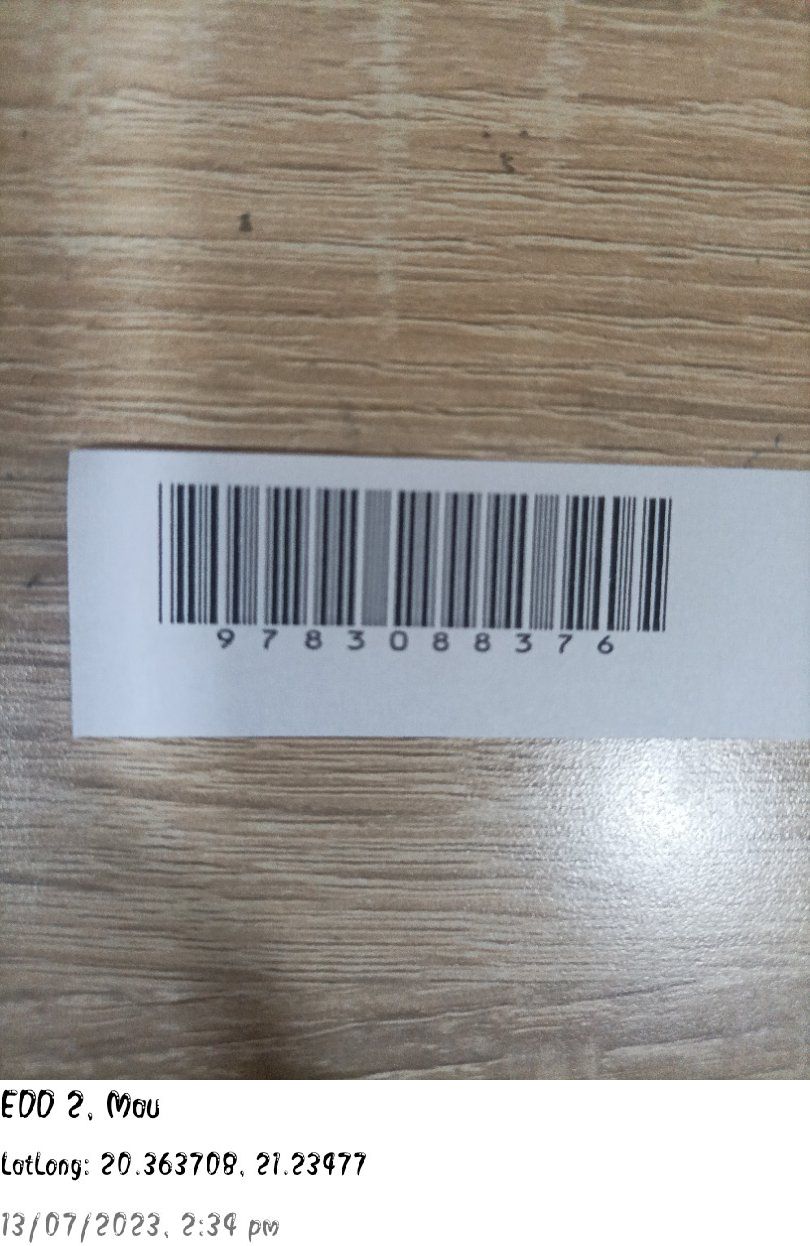 9783088376
EDD 2, Mou
LatLong: 20.363708, 21.23477
13/07/2023, 2:34 pm